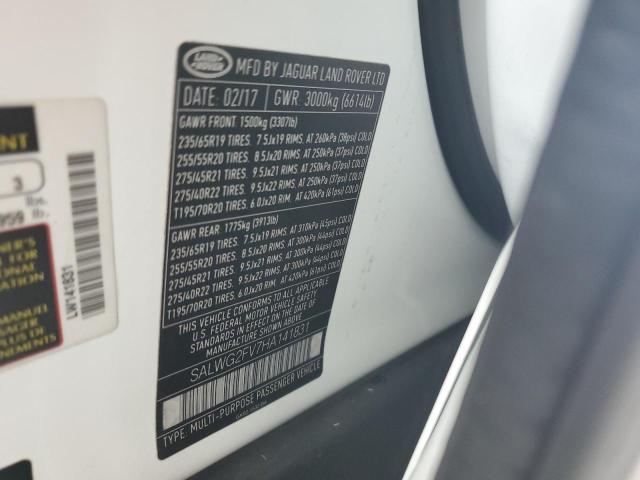 LAND ROVER
MFD BY JAGUAR LAND ROVER LTD
DATE: 02/17 GWR. 3000kg (6614lb)
GAWR FRONT 1500kg (3307lb)
235/65R19 TIRES. 7.5Jx19 RIMS. AT 260kPa (38psi) COLD
255/55R20 TIRES. 8.5Jx20 RIMS. AT 250kPa (37psi) COLD
275/45R21 TIRES. 9.5Jx21 RIMS. AT 250kPa (37psi) COLD
275/40R22 TIRES. 9.5Jx22 RIMS. AT 250kPa (37psi) COLD
T195/70R20 TIRES. 6.0Jx20 RIM. AT 420kPa (61psi) COLD
GAWR REAR. 1775kg (3913lb)
235/65R19 TIRES. 7.5Jx19 RIMS. AT 310kPa (45psi) COLD
255/55R20 TIRES. 8.5Jx20 RIMS. AT 300kPa (44psi) COLD
275/45R21 TIRES. 9.5Jx21 RIMS. AT 300kPa (44psi) COLD
275/40R22 TIRES. 9.5Jx22 RIMS. AT 300kPa (44psi) COLD
T195/70R20 TIRES. 6.0Jx20 RIM. AT 420kPa (61psi) COLD
THIS VEHICLE CONFORMS TO ALL APPLICABLE
U.S. FEDERAL MOTOR VEHICLE SAFETY
AND THEFT PREVENTION STANDARDS IN EFFECT
ON THE DATE OF MANUFACTURE SHOWN ABOVE
SALWG2FV7HA141831
TYPE: MULTI-PURPOSE PASSENGER VEHICLE
3
lbs.
959 lb
MANUAL
LW141831